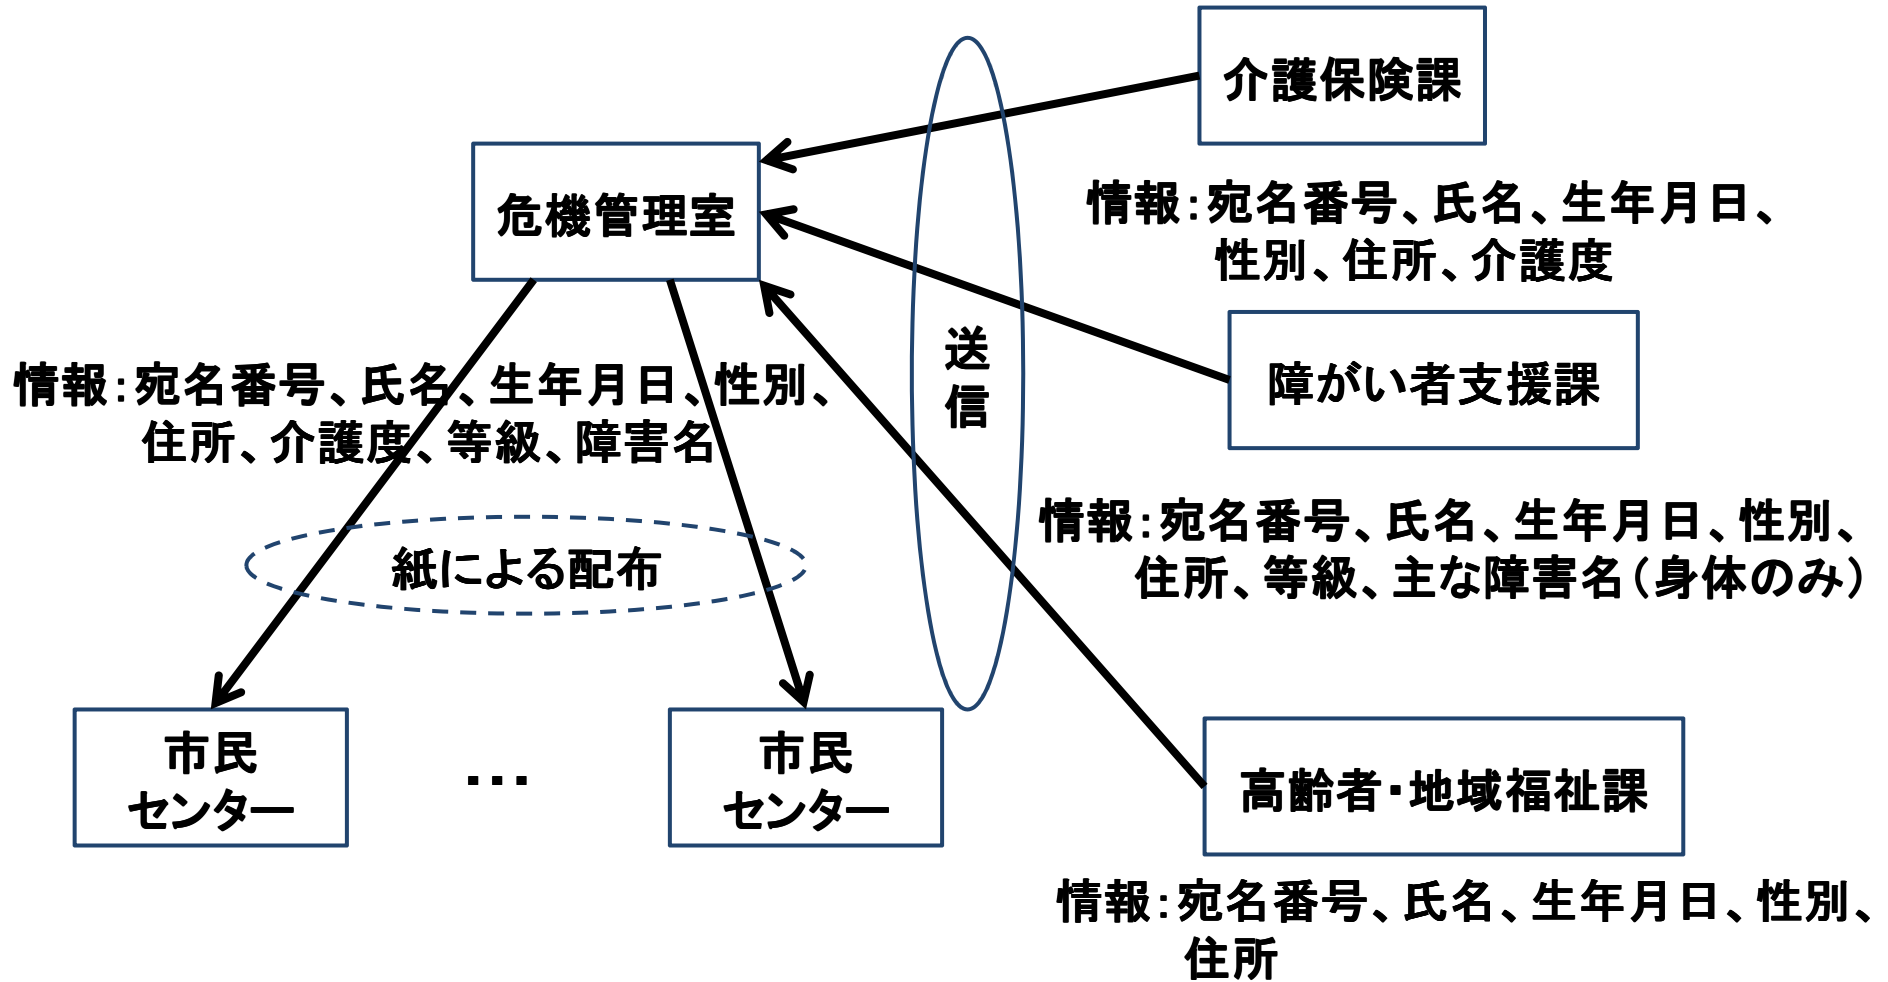 介護保険課
情報：宛名番号、氏名、生年月日、
性別、住所、介護度
危機管理室
障がい者支援課
情報：宛名番号、氏名、生年月日、性別、
住所、等級、主な障害名（身体のみ）
送
信
情報：宛名番号、氏名、生年月日、性別、
住所、介護度、等級、障害名
紙による配布
市民
センター
・・・
市民
センター
高齢者・地域福祉課
情報：宛名番号、氏名、生年月日、性別、
住所